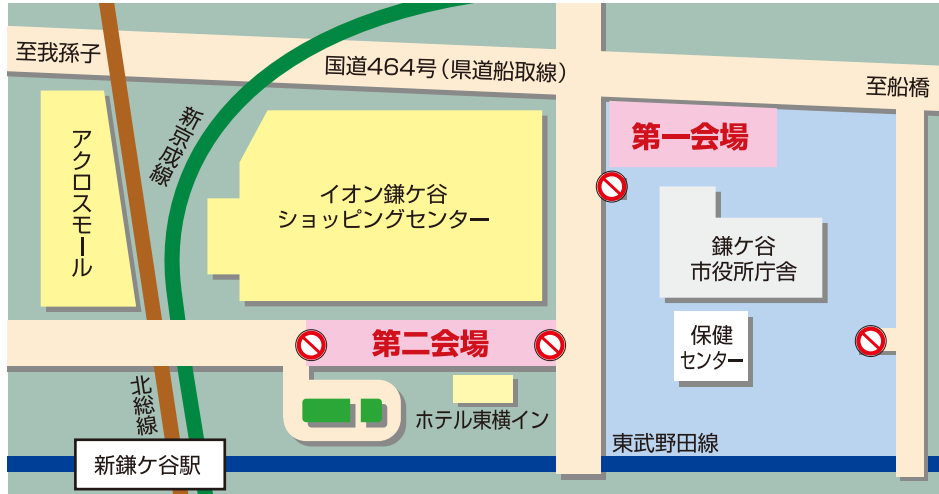 至我孫子
国道464号(県道船取線)
至船橋
新京成線
アクロスモール
イオン鎌ケ谷
ショッピングセンター
第一会場
鎌ケ谷
市役所庁舎
第二会場
保健
センター
北総線
ホテル東横イン
東武野田線
新鎌ケ谷駅